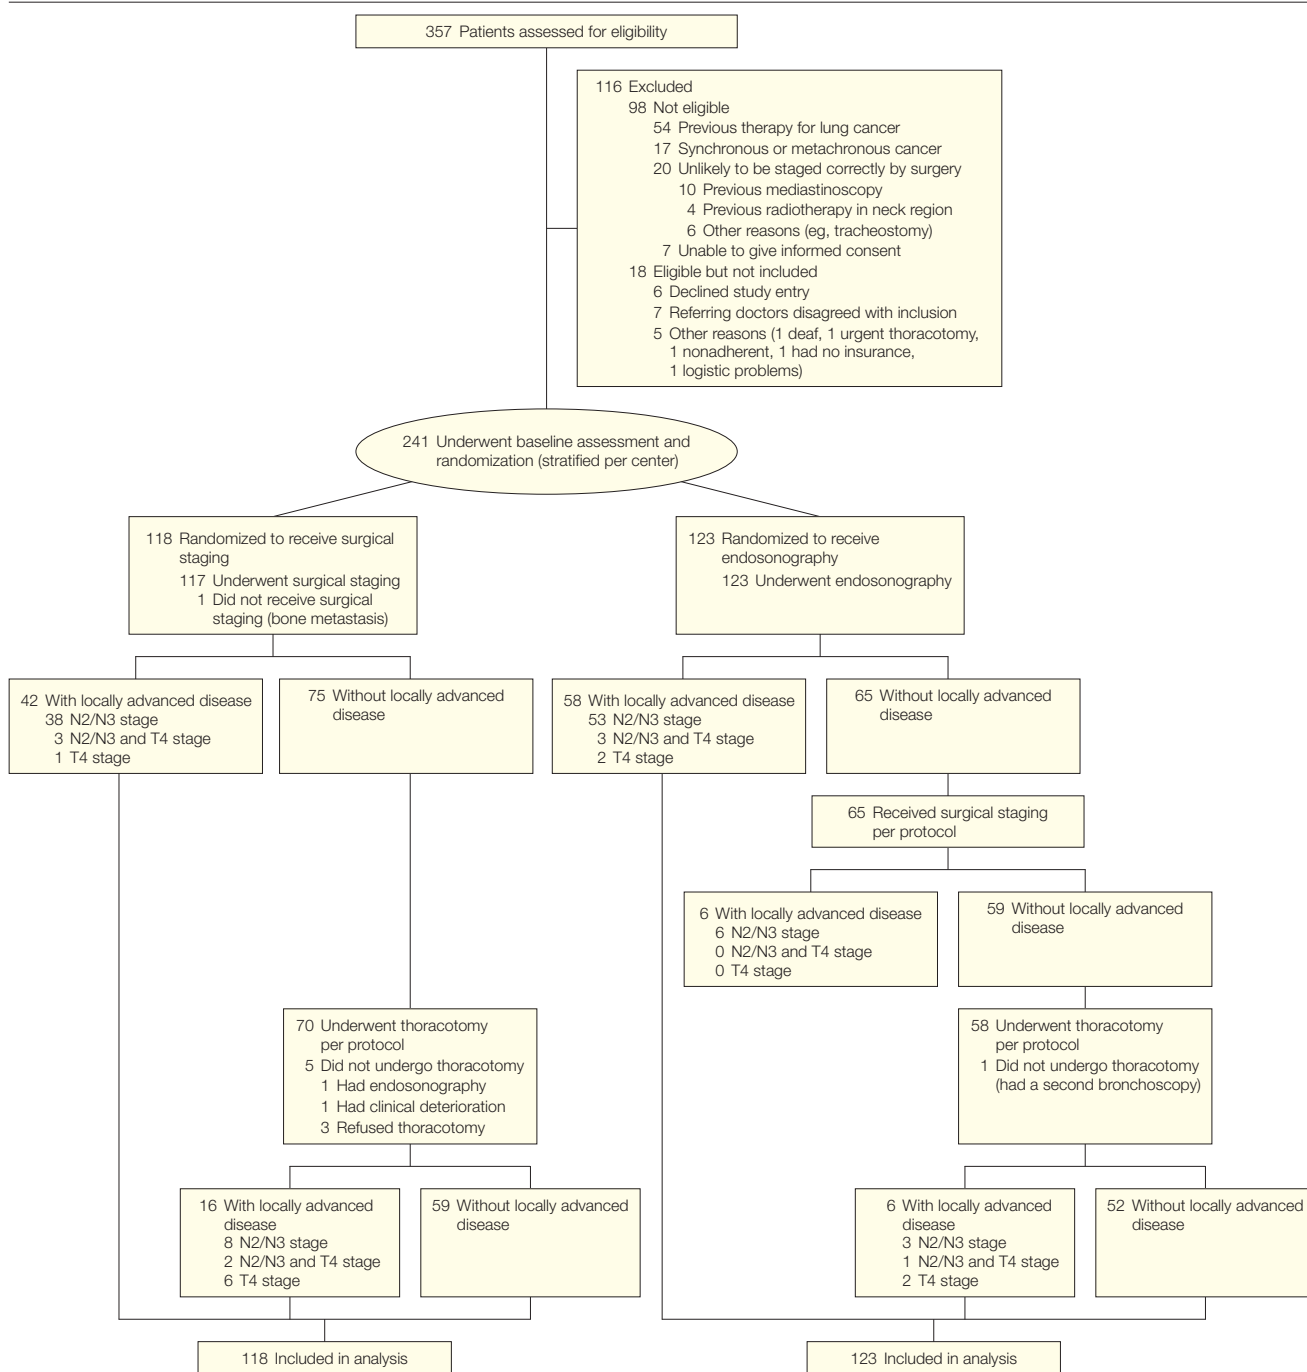 357 Patients assessed for eligibility
116 Excluded
98 Not eligible
54 Previous therapy for lung cancer
17 Synchronous or metachronous cancer
20 Unlikely to be staged correctly by surgery
10 Previous mediastinoscopy
4 Previous radiotherapy in neck region
6 Other reasons (eg, tracheostomy)
7 Unable to give informed consent
18 Eligible but not included
6 Declined study entry
7 Referring doctors disagreed with inclusion
5 Other reasons (1 deaf, 1 urgent thoracotomy,
1 nonadherent, 1 had no insurance,
1 logistic problems)
241 Underwent baseline assessment and
randomization (stratified per center)
118 Randomized to receive surgical
staging
117 Underwent surgical staging
1 Did not receive surgical
staging (bone metastasis)
123 Randomized to receive
endosonography
123 Underwent endosonography
42 With locally advanced disease
38 N2/N3 stage
3 N2/N3 and T4 stage
1 T4 stage
75 Without locally advanced
disease
58 With locally advanced disease
53 N2/N3 stage
3 N2/N3 and T4 stage
2 T4 stage
65 Without locally advanced
disease
65 Received surgical staging
per protocol
6 With locally advanced disease
6 N2/N3 stage
0 N2/N3 and T4 stage
0 T4 stage
59 Without locally advanced
disease
70 Underwent thoracotomy
per protocol
5 Did not undergo thoracotomy
1 Had endosonography
1 Had clinical deterioration
3 Refused thoracotomy
58 Underwent thoracotomy
per protocol
1 Did not undergo thoracotomy
(had a second bronchoscopy)
16 With locally advanced
disease
8 N2/N3 stage
2 N2/N3 and T4 stage
6 T4 stage
59 Without locally advanced
disease
6 With locally advanced
disease
3 N2/N3 stage
1 N2/N3 and T4 stage
2 T4 stage
52 Without locally advanced
disease
118 Included in analysis
123 Included in analysis